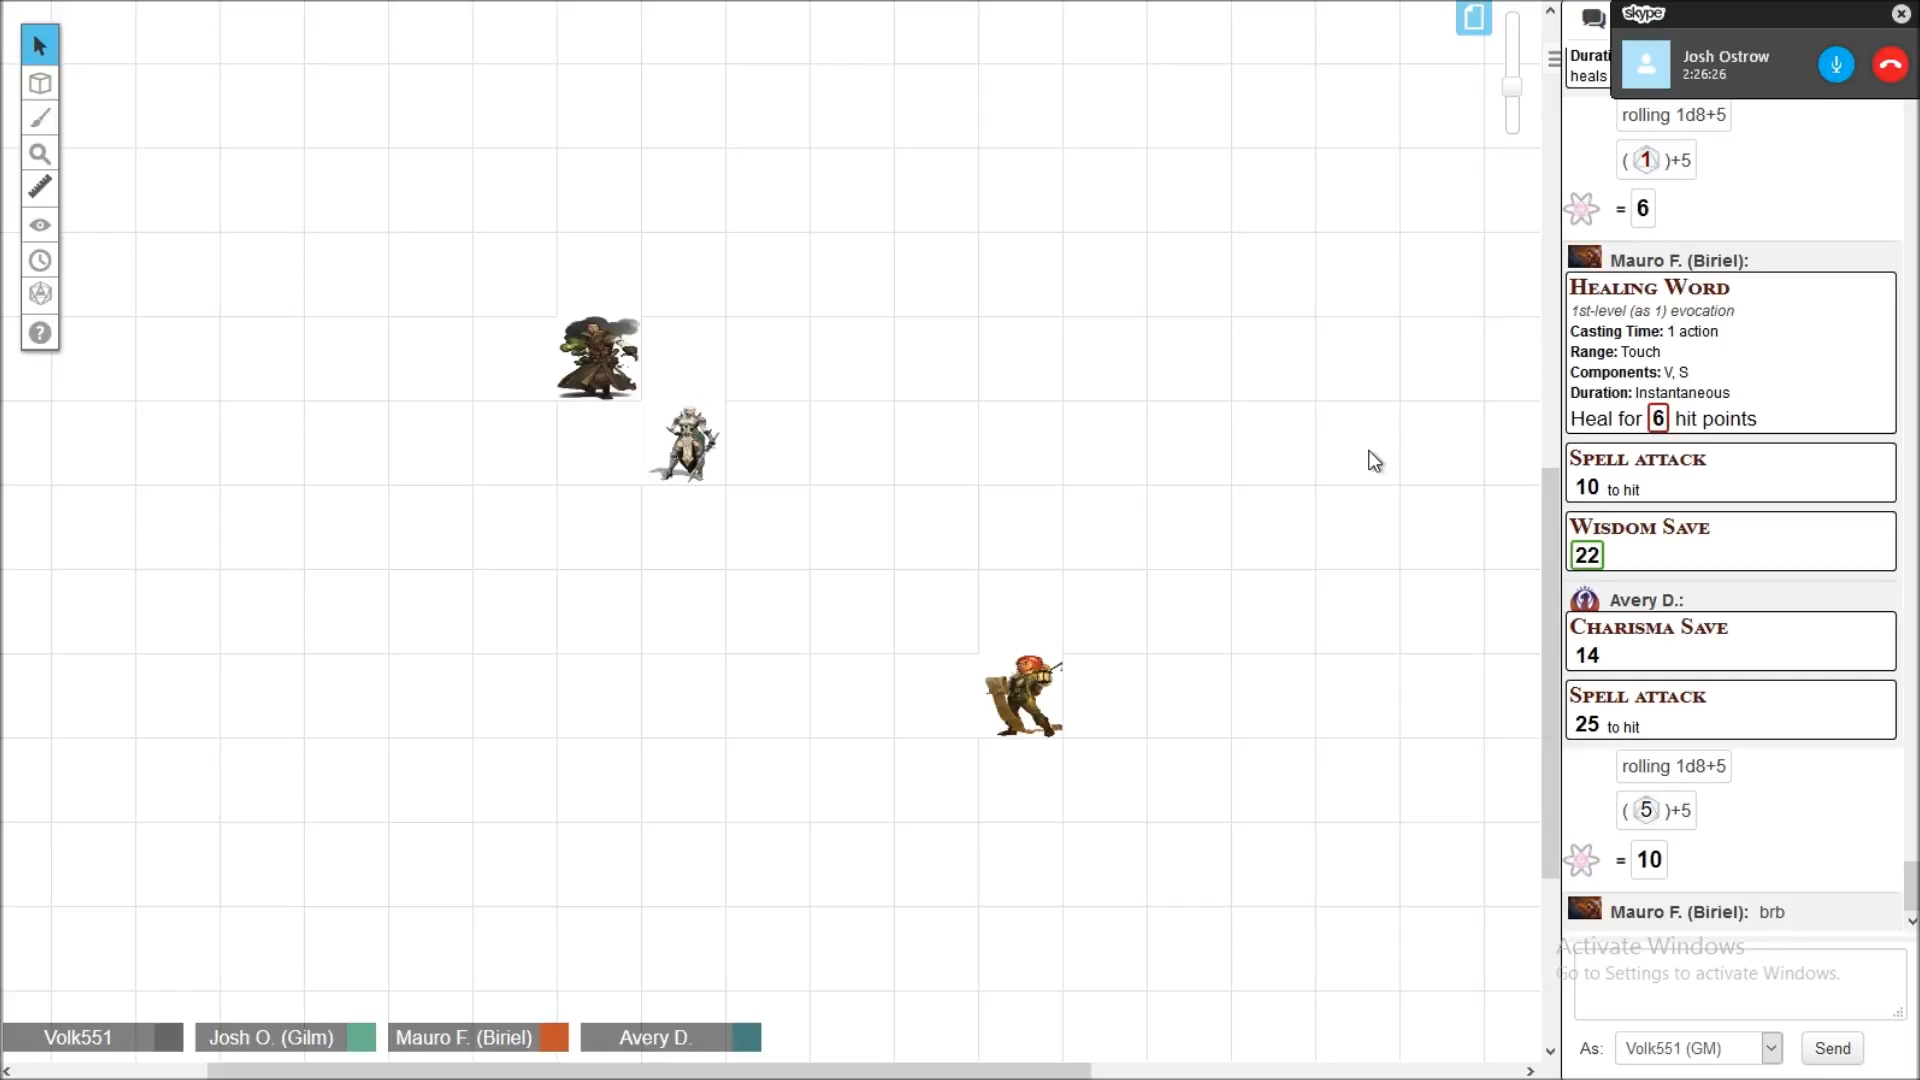 skype
Josh Ostrow
2:26:26
Durati
heals
rolling 1d8+5
( 1 )+5
= 6
Mauro F. (Biriel):
Healing Word
1st-level (as 1) evocation
Casting Time: 1 action
Range: Touch
Components: V, S
Duration: Instantaneous
Heal for 6 hit points
Spell attack
10 to hit
Wisdom Save
22
Avery D.:
Charisma Save
14
Spell attack
25 to hit
rolling 1d8+5
( 5 )+5
= 10
Mauro F. (Biriel): brb
Activate Windows
Go to Settings to activate Windows.
As: Volk551 (GM) Send
Volk551 Josh O. (Gilm) Mauro F. (Biriel) Avery D.